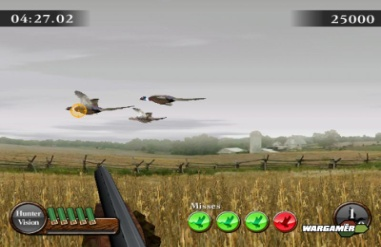 04:27.02
25000
Hunter
Vision
Misses
WARGAMER